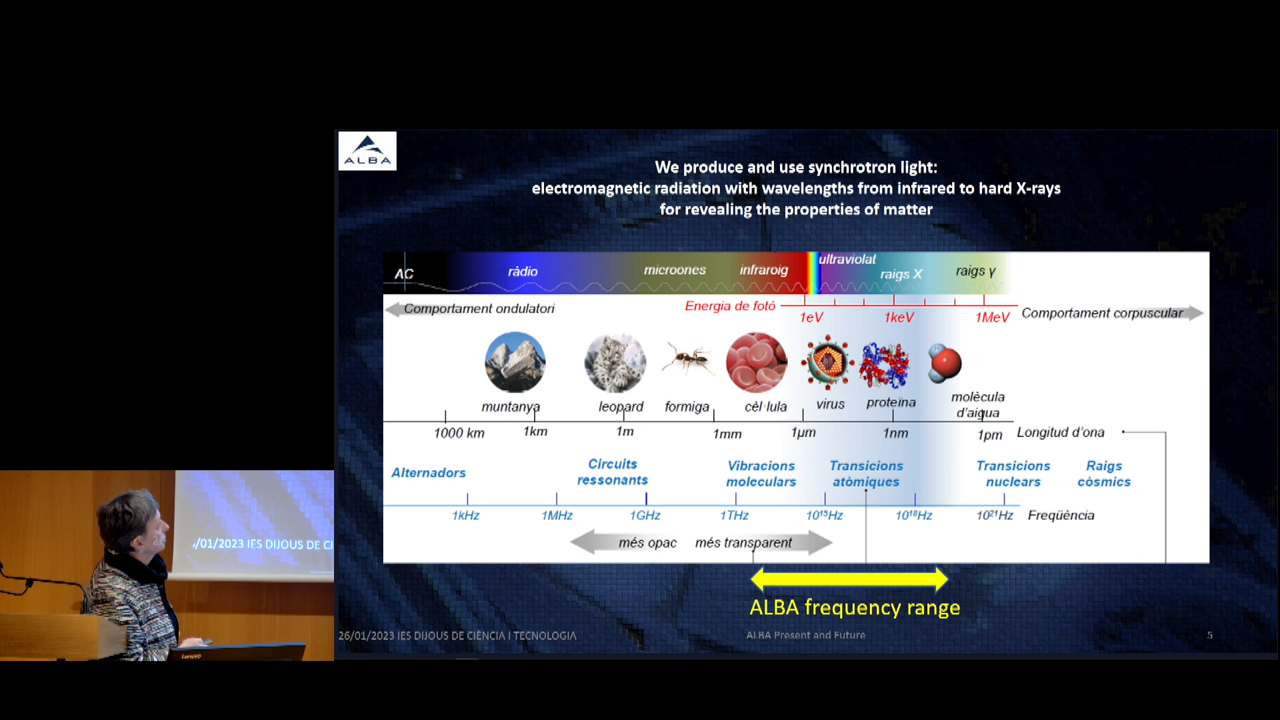 ALBA
We produce and use synchrotron light:
electromagnetic radiation with wavelengths from infrared to hard X-rays
for revealing the properties of matter
AC ràdio microones infraroig ultraviolat raigs X raigs γ
Comportament ondulatori Energia de fotó 1eV 1keV 1MeV Comportament corpuscular
muntanya leopard formiga cèl·lula virus proteïna molècula
d'aigua
1000 km 1km 1m 1mm 1µm 1nm 1pm Longitud d'ona
Alternadors Circuits
ressonants Vibracions
moleculars Transicions
atòmiques Transicions
nuclears Raigs
còsmics
1kHz 1MHz 1GHz 1THz 10¹⁵Hz 10¹⁸Hz 10²¹Hz Freqüència
més opac més transparent
ALBA frequency range
26/01/2023 IES DIJOUS DE CIÈNCIA I TECNOLOGIA ALBA Present and Future 5
/01/2023 IES DIJOUS DE CI
Lenovo